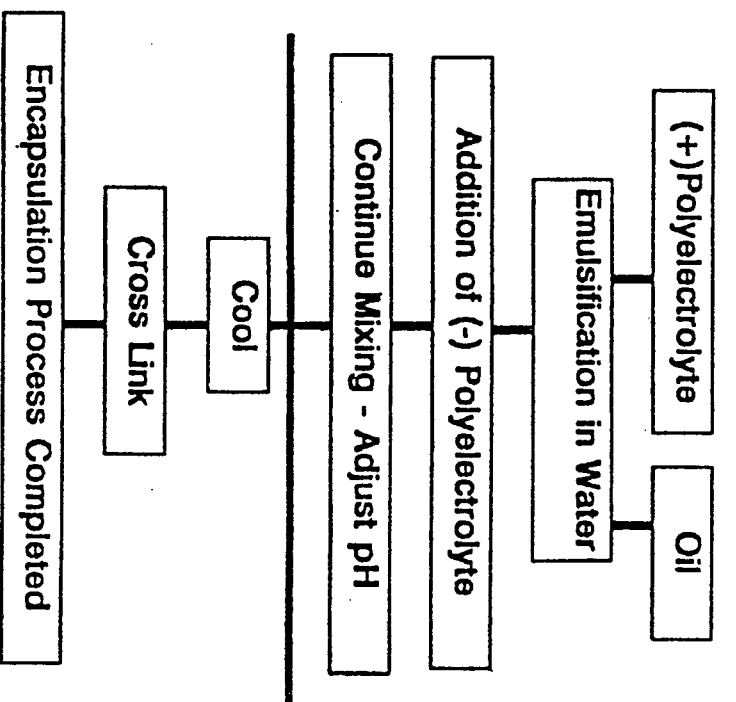 (+)Polyelectrolyte
Oil
Emulsification in Water
Addition of (-) Polyelectrolyte
Continue Mixing - Adjust pH
Cool
Cross Link
Encapsulation Process Completed